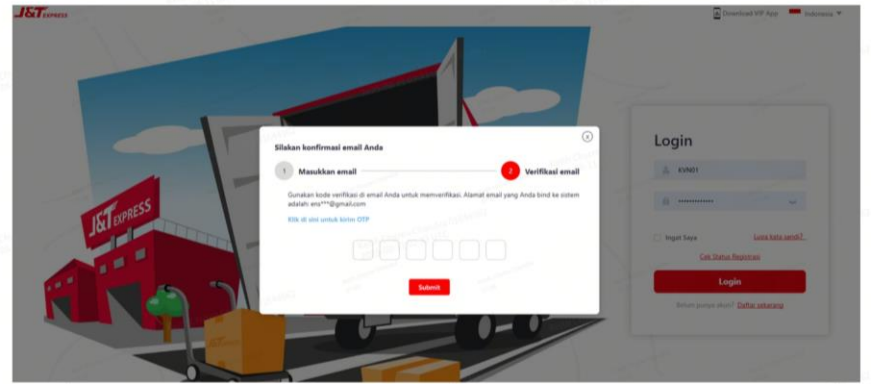 J&T EXPRESS
Download VIP App
Indonesia
Silakan konfirmasi email Anda
x
1 Masukkan email
2 Verifikasi email
Gunakan kode verifikasi di email Anda untuk memverifikasi. Alamat email yang Anda bind ke sistem
adalah: ens***@gmail.com
Klik di sini untuk kirim OTP
Submit
Login
KVN01
Ingat Saya
Lupa kata sandi?
Cek Status Registrasi
Login
Belum punya akun? Daftar sekarang
J&T EXPRESS
J&T EXPRESS